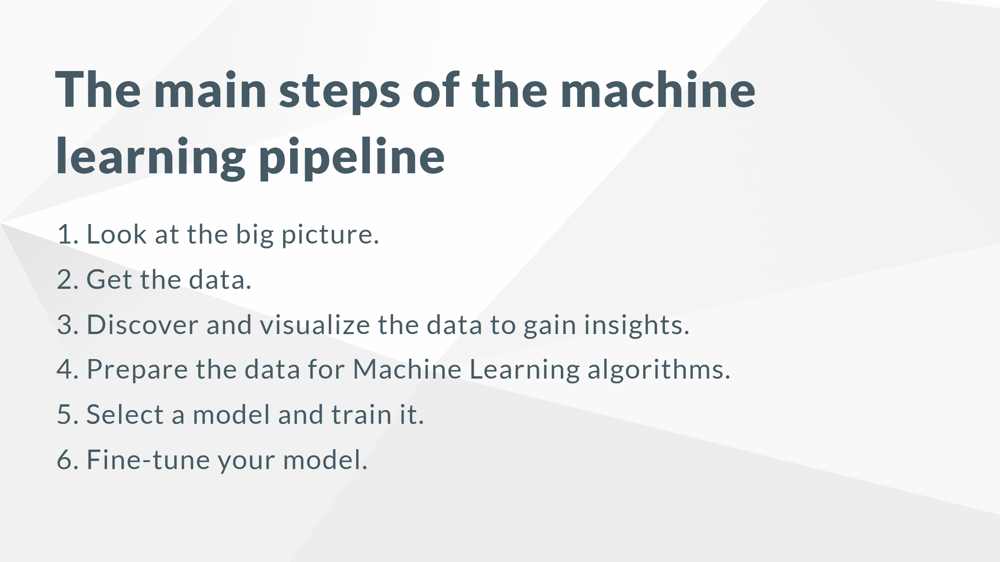 The main steps of the machine
learning pipeline
1. Look at the big picture.
2. Get the data.
3. Discover and visualize the data to gain insights.
4. Prepare the data for Machine Learning algorithms.
5. Select a model and train it.
6. Fine-tune your model.